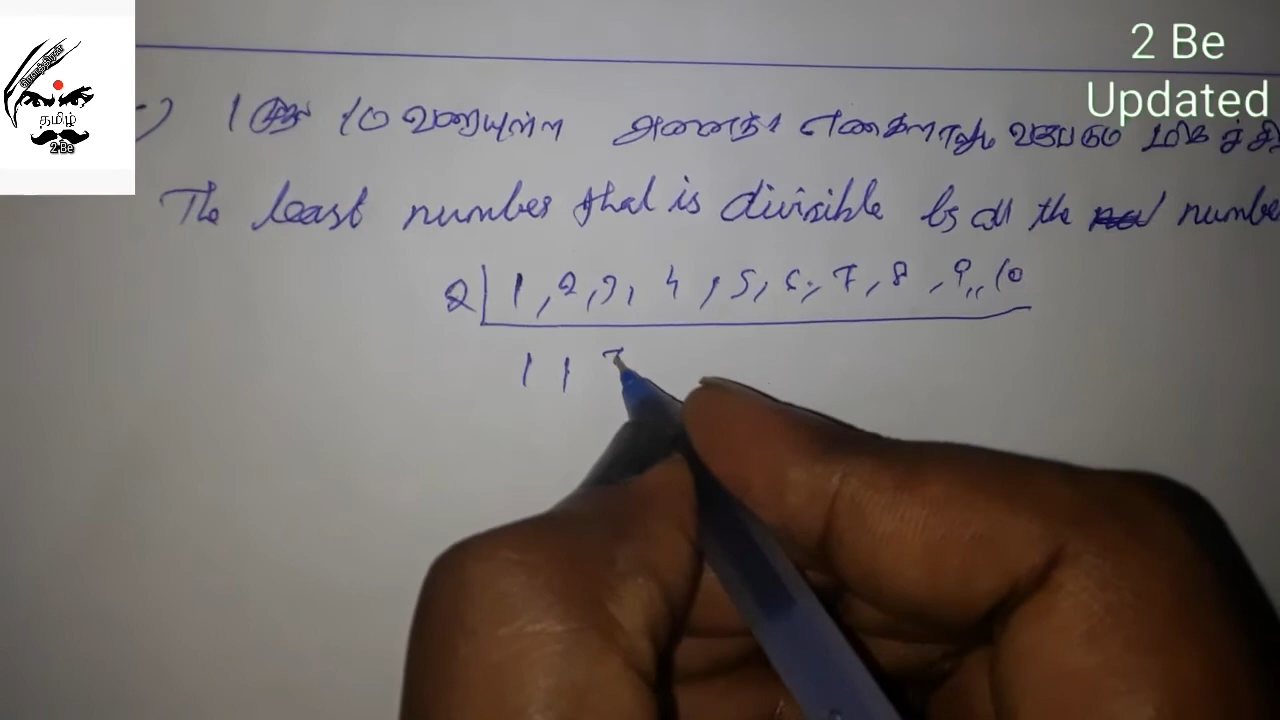 2 Be
Updated
தமிழ்
2 Be
1 முதல் 10 வரையுள்ள அனைத்து எண்களாலும் வகுபடும் மிகச்சி
The least number that is divisible by all the numbe
2 1, 2, 3, 4, 5, 6, 7, 8, 9, 10
1 1